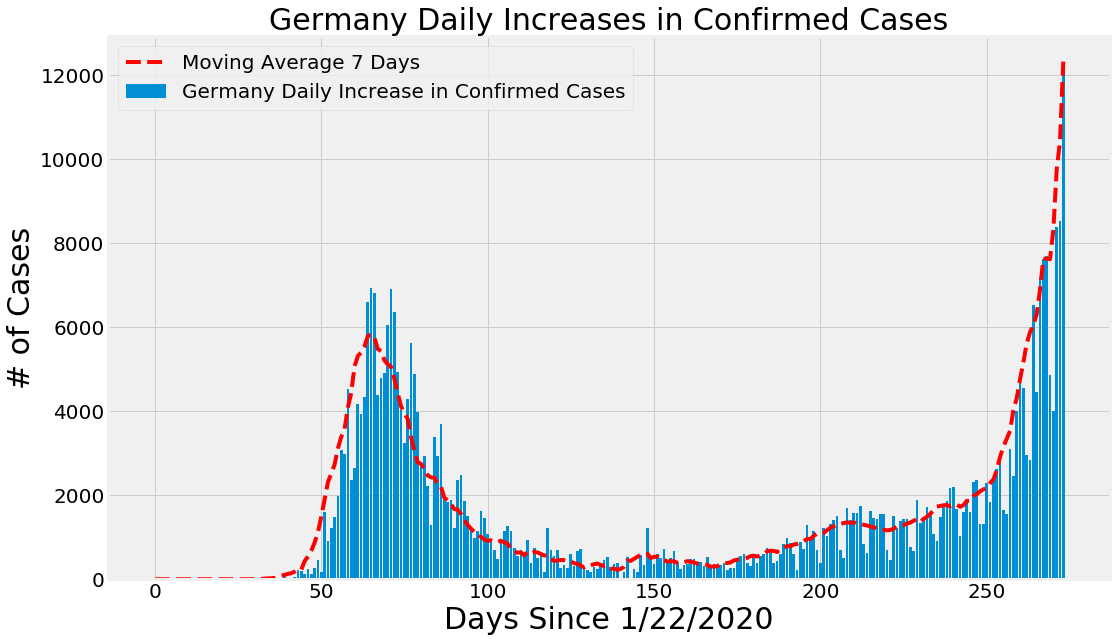 Germany Daily Increases in Confirmed Cases
Moving Average 7 Days
Germany Daily Increase in Confirmed Cases
12000
10000
8000
6000
4000
2000
0
# of Cases
0 50 100 150 200 250
Days Since 1/22/2020